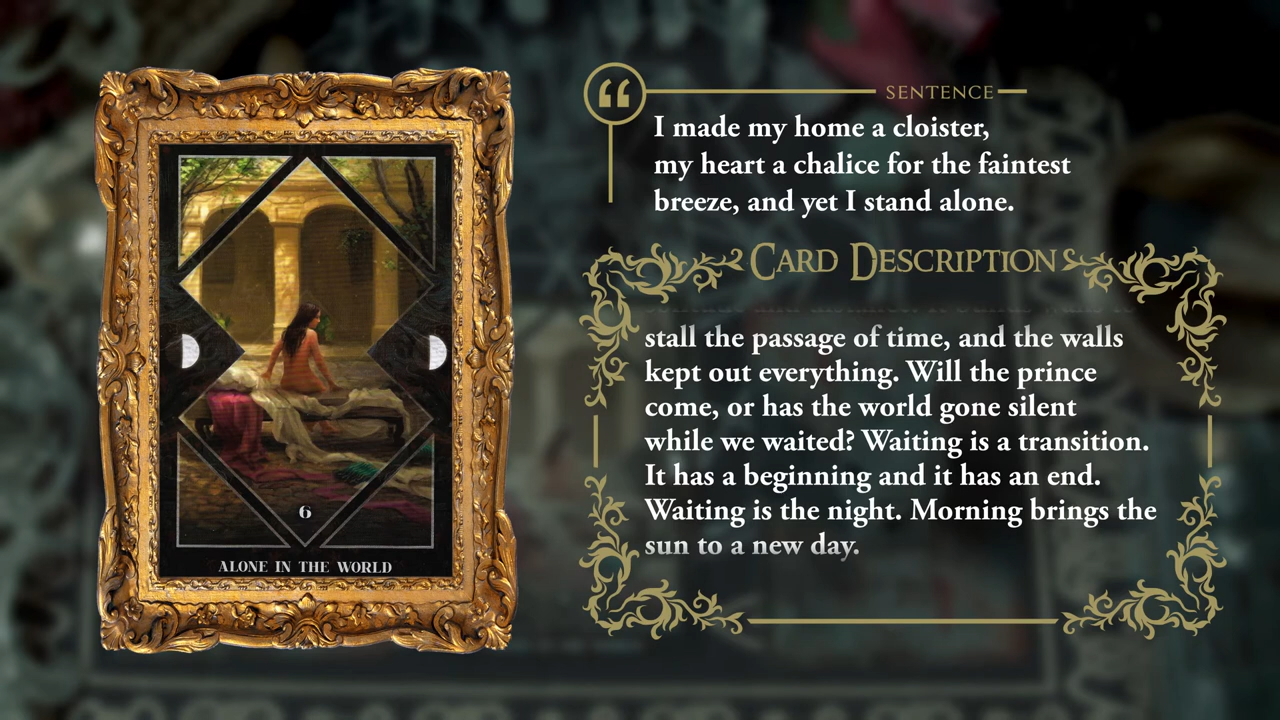 SENTENCE
I made my home a cloister,
my heart a chalice for the faintest
breeze, and yet I stand alone.
CARD DESCRIPTION
stall the passage of time, and the walls
kept out everything. Will the prince
come, or has the world gone silent
while we waited? Waiting is a transition.
It has a beginning and it has an end.
Waiting is the night. Morning brings the
sun to a new day.
6
ALONE IN THE WORLD